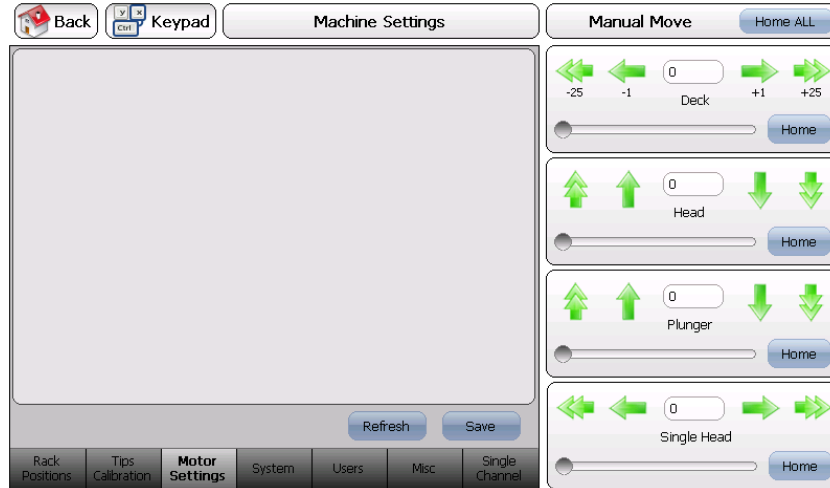 Back
Y X Ctrl Keypad
Machine Settings
Manual Move
Home ALL
0
-25 -1 Deck +1 +25
Home
0
Head
Home
0
Plunger
Home
0
Single Head
Home
Refresh Save
Rack Positions
Tips Calibration
Motor Settings
System
Users
Misc
Single Channel